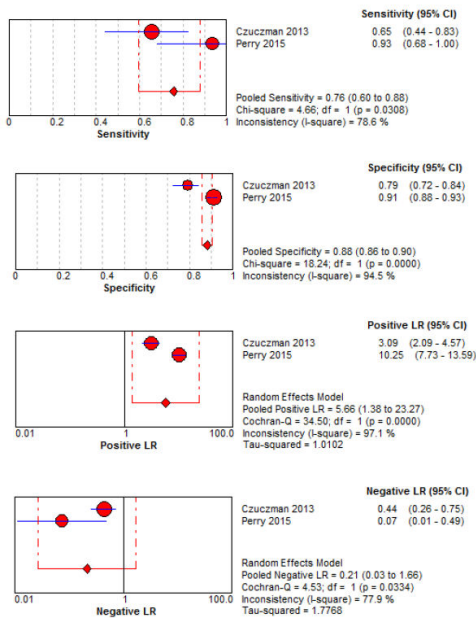 Sensitivity (95% CI)
Czuczman 2013 0.65 (0.44 - 0.83)
Perry 2015 0.93 (0.68 - 1.00)
Pooled Sensitivity = 0.76 (0.60 to 0.88)
Chi-square = 4.66; df = 1 (p = 0.0308)
Inconsistency (I-square) = 78.6 %
0 0.2 0.4 0.6 0.8 1
Sensitivity
Specificity (95% CI)
Czuczman 2013 0.79 (0.72 - 0.84)
Perry 2015 0.91 (0.88 - 0.93)
Pooled Specificity = 0.88 (0.86 to 0.90)
Chi-square = 18.24; df = 1 (p = 0.0000)
Inconsistency (I-square) = 94.5 %
0 0.2 0.4 0.6 0.8 1
Specificity
Positive LR (95% CI)
Czuczman 2013 3.09 (2.09 - 4.57)
Perry 2015 10.25 (7.73 - 13.59)
Random Effects Model
Pooled Positive LR = 5.66 (1.38 to 23.27)
Cochran-Q = 34.50; df = 1 (p = 0.0000)
Inconsistency (I-square) = 97.1 %
Tau-squared = 1.0102
0.01 1 100.0
Positive LR
Negative LR (95% CI)
Czuczman 2013 0.44 (0.26 - 0.75)
Perry 2015 0.07 (0.01 - 0.49)
Random Effects Model
Pooled Negative LR = 0.21 (0.03 to 1.66)
Cochran-Q = 4.53; df = 1 (p = 0.0334)
Inconsistency (I-square) = 77.9 %
Tau-squared = 1.7768
0.01 1 100.0
Negative LR